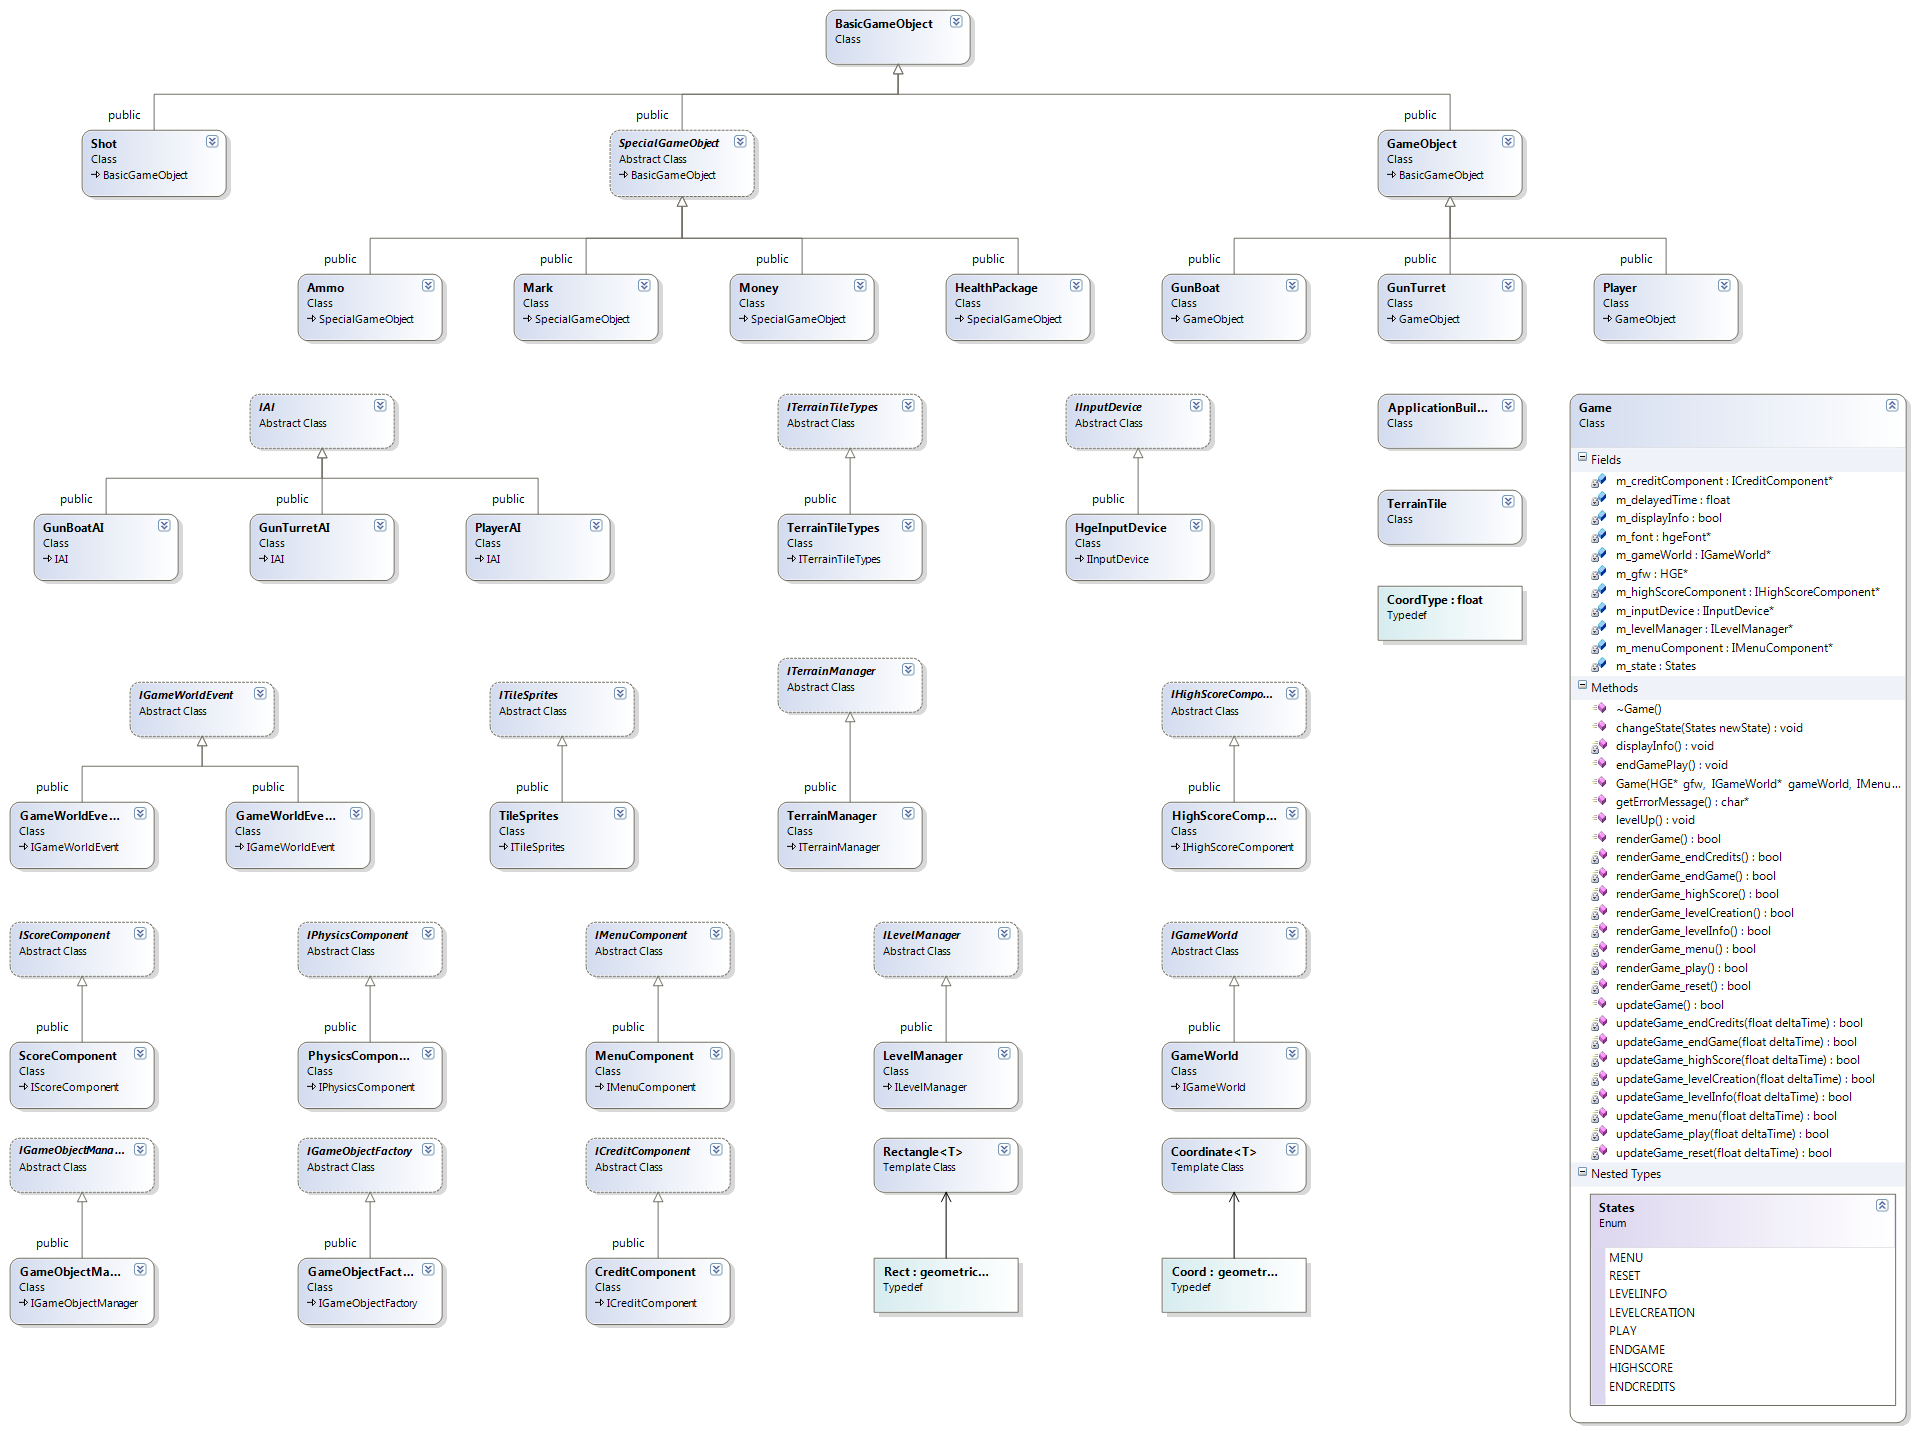 BasicGameObject
Class
public
public
public
Shot
Class
BasicGameObject
SpecialGameObject
Abstract Class
BasicGameObject
GameObject
Class
BasicGameObject
public
public
public
public
public
public
public
Ammo
Class
SpecialGameObject
Mark
Class
SpecialGameObject
Money
Class
SpecialGameObject
HealthPackage
Class
SpecialGameObject
GunBoat
Class
GameObject
GunTurret
Class
GameObject
Player
Class
GameObject
IAI
Abstract Class
ITerrainTileTypes
Abstract Class
IInputDevice
Abstract Class
ApplicationBuil...
Class
public
public
public
public
public
GunBoatAI
Class
IAI
GunTurretAI
Class
IAI
PlayerAI
Class
IAI
TerrainTileTypes
Class
ITerrainTileTypes
HgeInputDevice
Class
IInputDevice
TerrainTile
Class
CoordType : float
Typedef
IGameWorldEvent
Abstract Class
ITileSprites
Abstract Class
ITerrainManager
Abstract Class
IHighScoreCompo...
Abstract Class
public
public
public
public
public
GameWorldEve...
Class
IGameWorldEvent
GameWorldEve...
Class
IGameWorldEvent
TileSprites
Class
ITileSprites
TerrainManager
Class
ITerrainManager
HighScoreComp...
Class
IHighScoreComponent
IScoreComponent
Abstract Class
IPhysicsComponent
Abstract Class
IMenuComponent
Abstract Class
ILevelManager
Abstract Class
IGameWorld
Abstract Class
public
public
public
public
public
ScoreComponent
Class
IScoreComponent
PhysicsCompon...
Class
IPhysicsComponent
MenuComponent
Class
IMenuComponent
LevelManager
Class
ILevelManager
GameWorld
Class
IGameWorld
IGameObjectMana...
Abstract Class
IGameObjectFactory
Abstract Class
ICreditComponent
Abstract Class
Rectangle<T>
Template Class
Coordinate<T>
Template Class
public
public
public
GameObjectMa...
Class
IGameObjectManager
GameObjectFact...
Class
IGameObjectFactory
CreditComponent
Class
ICreditComponent
Rect : geometric...
Typedef
Coord : geometr...
Typedef
Game
Class
Fields
m_creditComponent : ICreditComponent*
m_delayedTime : float
m_displayInfo : bool
m_font : hgeFont*
m_gameWorld : IGameWorld*
m_gfw : HGE*
m_highScoreComponent : IHighScoreComponent*
m_inputDevice : IInputDevice*
m_levelManager : ILevelManager*
m_menuComponent : IMenuComponent*
m_state : States
Methods
~Game()
changeState(States newState) : void
displayInfo() : void
endGamePlay() : void
Game(HGE* gfw, IGameWorld* gameWorld, IMenu...
getErrorMessage() : char*
levelUp() : void
renderGame() : bool
renderGame_endCredits() : bool
renderGame_endGame() : bool
renderGame_highScore() : bool
renderGame_levelCreation() : bool
renderGame_levelInfo() : bool
renderGame_menu() : bool
renderGame_play() : bool
renderGame_reset() : bool
updateGame() : bool
updateGame_endCredits(float deltaTime) : bool
updateGame_endGame(float deltaTime) : bool
updateGame_highScore(float deltaTime) : bool
updateGame_levelCreation(float deltaTime) : bool
updateGame_levelInfo(float deltaTime) : bool
updateGame_menu(float deltaTime) : bool
updateGame_play(float deltaTime) : bool
updateGame_reset(float deltaTime) : bool
Nested Types
States
Enum
MENU
RESET
LEVELINFO
LEVELCREATION
PLAY
ENDGAME
HIGHSCORE
ENDCREDITS